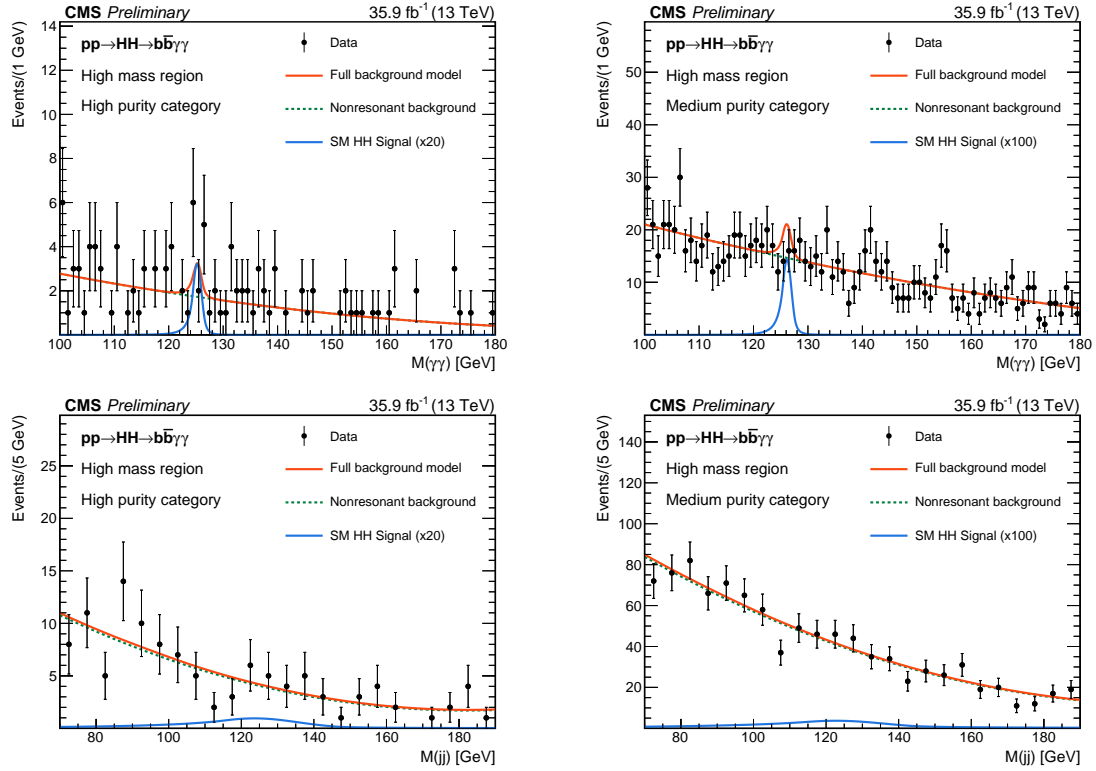 CMS Preliminary 35.9 fb⁻¹ (13 TeV)
Events/(1 GeV)
14
12
10
8
6
4
2
pp→HH→bb̅γγ
High mass region
High purity category
Data
Full background model
Nonresonant background
SM HH Signal (x20)
100 110 120 130 140 150 160 170 180
M(γγ) [GeV]
CMS Preliminary 35.9 fb⁻¹ (13 TeV)
Events/(1 GeV)
50
40
30
20
10
pp→HH→bb̅γγ
High mass region
Medium purity category
Data
Full background model
Nonresonant background
SM HH Signal (x100)
100 110 120 130 140 150 160 170 180
M(γγ) [GeV]
CMS Preliminary 35.9 fb⁻¹ (13 TeV)
Events/(5 GeV)
25
20
15
10
5
pp→HH→bb̅γγ
High mass region
High purity category
Data
Full background model
Nonresonant background
SM HH Signal (x20)
80 100 120 140 160 180
M(jj) [GeV]
CMS Preliminary 35.9 fb⁻¹ (13 TeV)
Events/(5 GeV)
140
120
100
80
60
40
20
pp→HH→bb̅γγ
High mass region
Medium purity category
Data
Full background model
Nonresonant background
SM HH Signal (x100)
80 100 120 140 160 180
M(jj) [GeV]